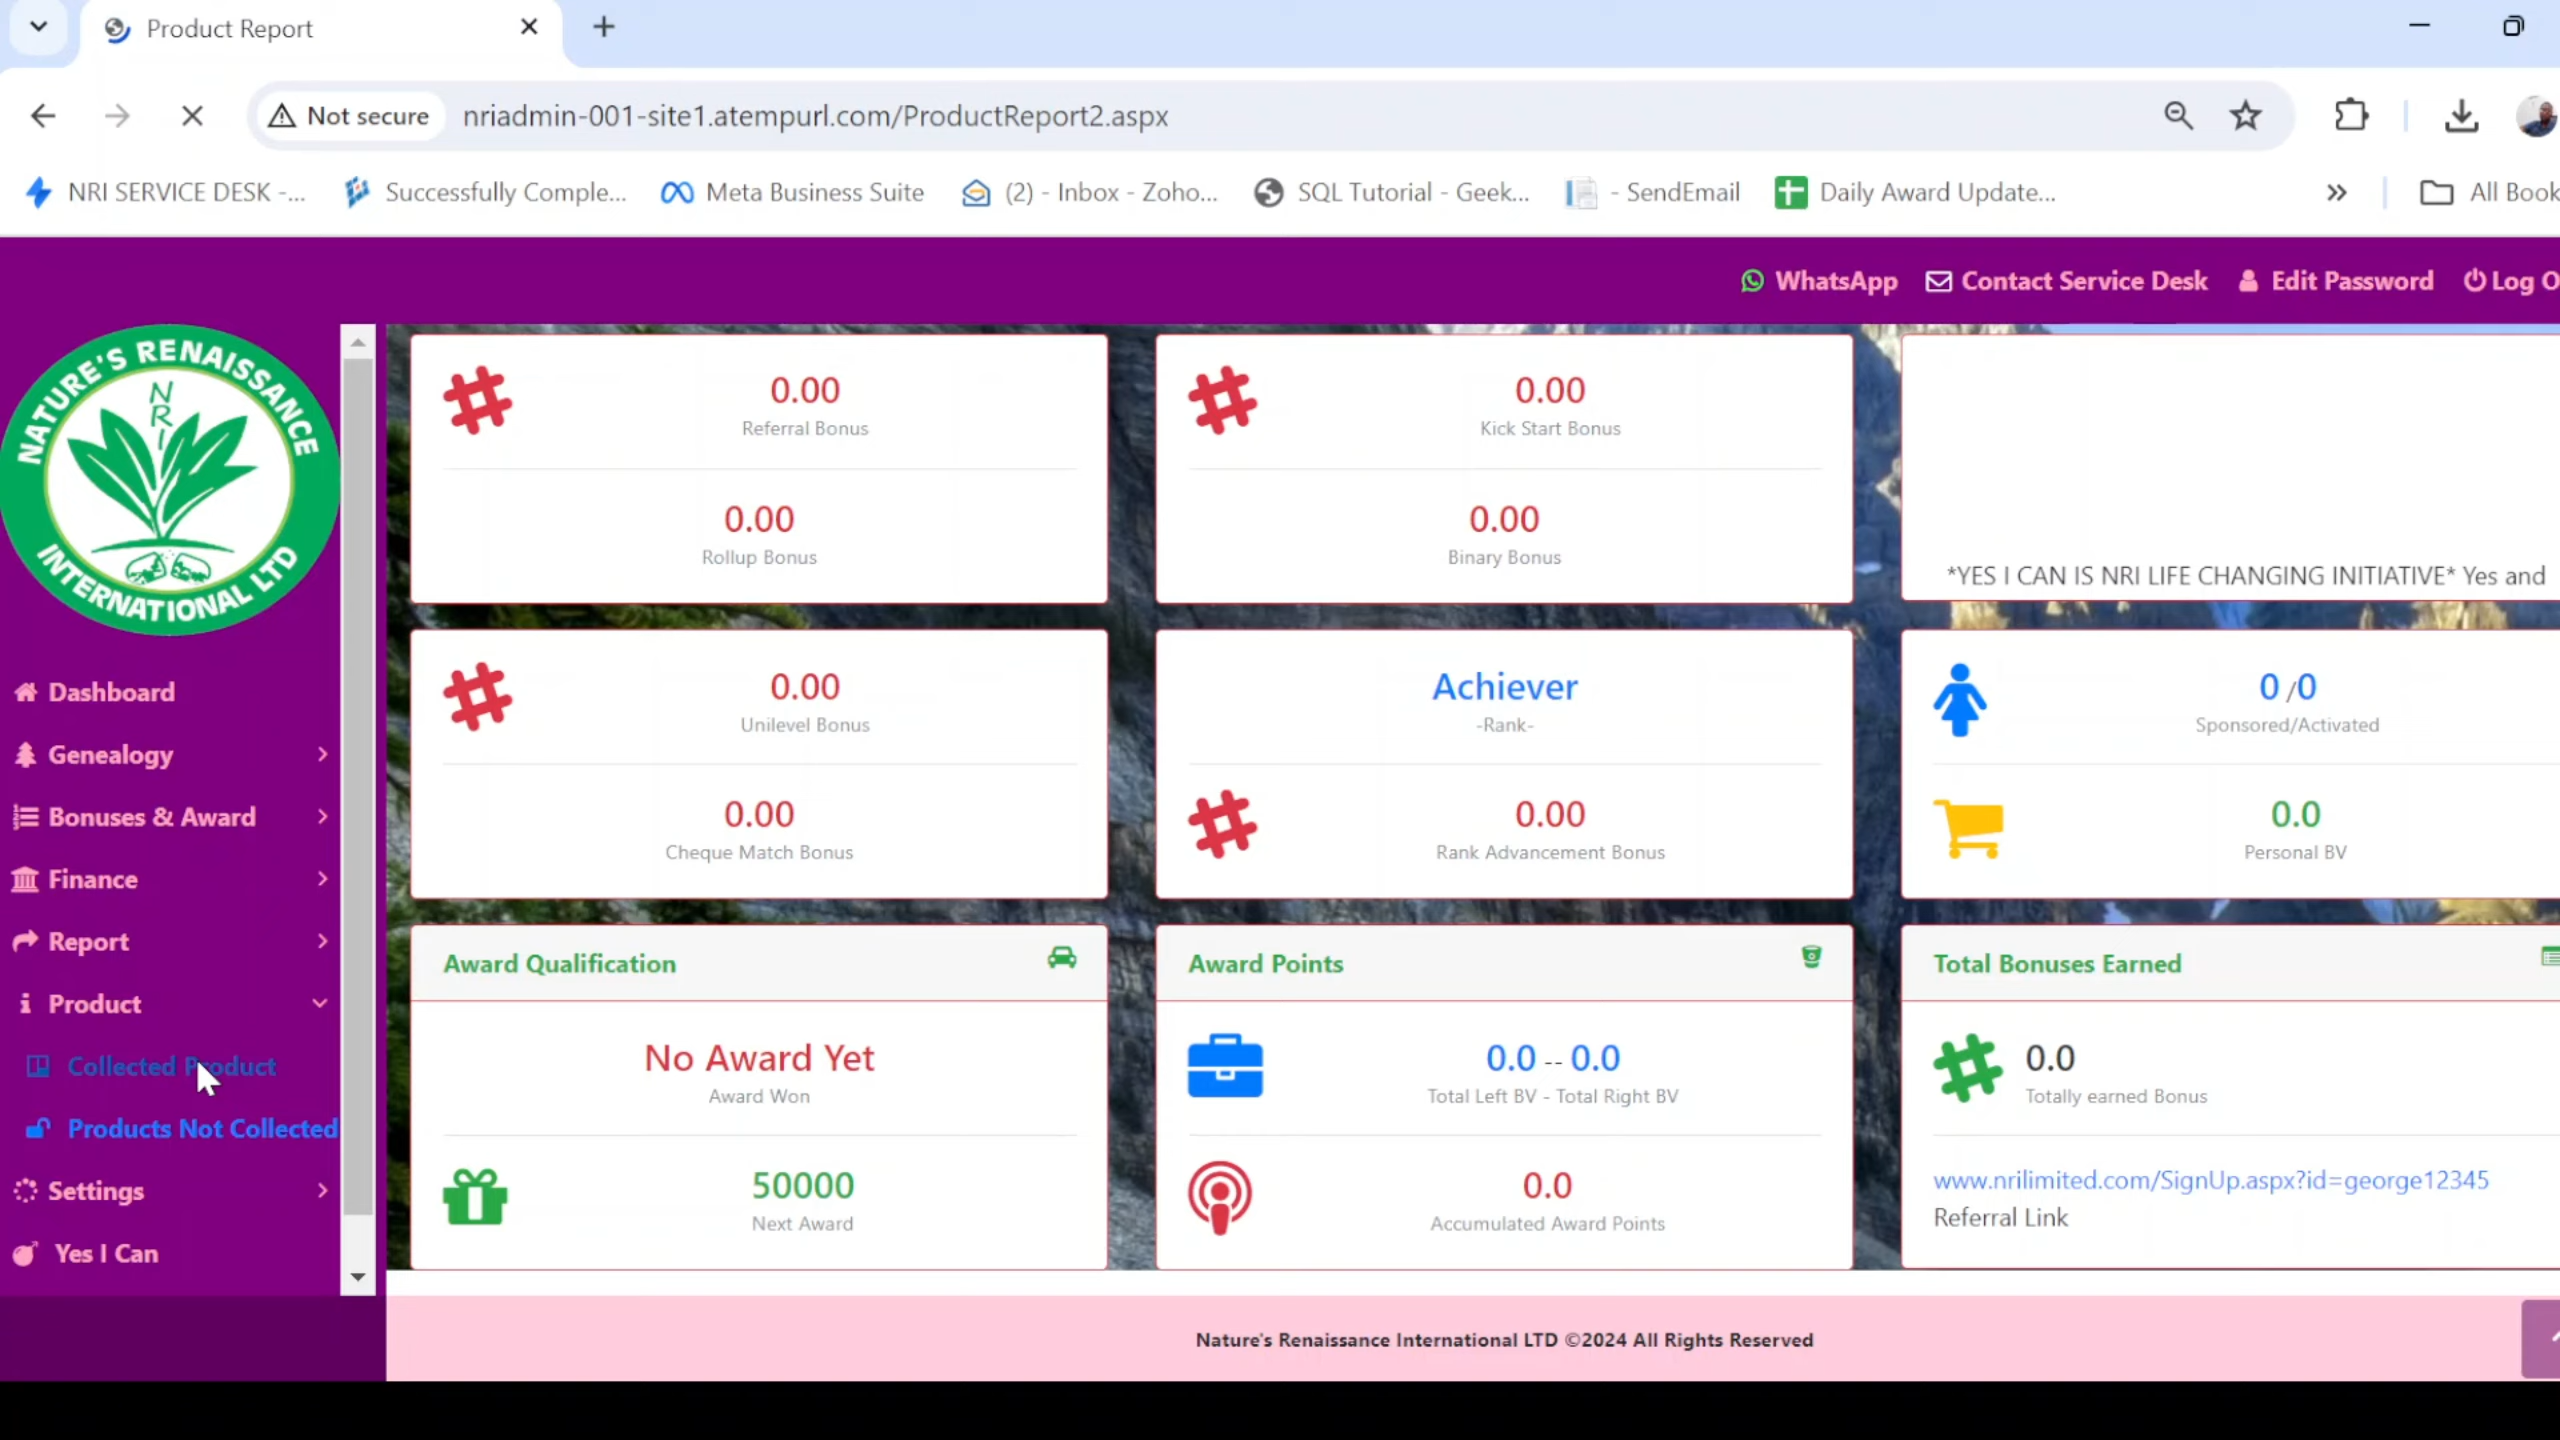 Product Report
Not secure
nriadmin-001-site1.atempurl.com/ProductReport2.aspx
NRI SERVICE DESK -...
Successfully Comple...
Meta Business Suite
(2) - Inbox - Zoho...
SQL Tutorial - Geek...
- SendEmail
Daily Award Update...
All Book
WhatsApp
Contact Service Desk
Edit Password
Log O
NATURE'S RENAISSANCE
NRI
INTERNATIONAL LTD
Dashboard
Genealogy
Bonuses & Award
Finance
Report
Product
Collected Product
Products Not Collected
Settings
Yes I Can
0.00
Referral Bonus
0.00
Rollup Bonus
0.00
Kick Start Bonus
0.00
Binary Bonus
*YES I CAN IS NRI LIFE CHANGING INITIATIVE* Yes and
0.00
Unilevel Bonus
0.00
Cheque Match Bonus
Achiever
-Rank-
0.00
Rank Advancement Bonus
0 /0
Sponsored/Activated
0.0
Personal BV
Award Qualification
No Award Yet
Award Won
50000
Next Award
Award Points
0.0 -- 0.0
Total Left BV - Total Right BV
0.0
Accumulated Award Points
Total Bonuses Earned
0.0
Totally earned Bonus
www.nrilimited.com/SignUp.aspx?id=george12345
Referral Link
Nature's Renaissance International LTD ©2024 All Rights Reserved